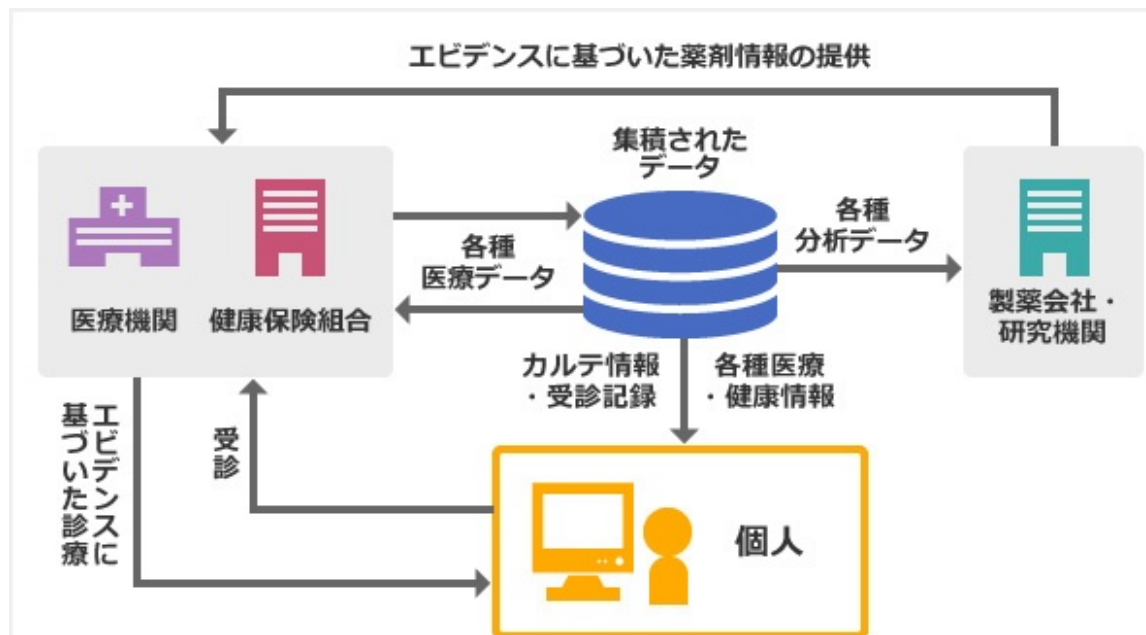 エビデンスに基づいた薬剤情報の提供
集積された
データ
各種
医療データ
各種
分析データ
医療機関
健康保険組合
製薬会社・
研究機関
カルテ情報
・受診記録
各種医療
・健康情報
エビデンスに
基づいた診療
受診
個人